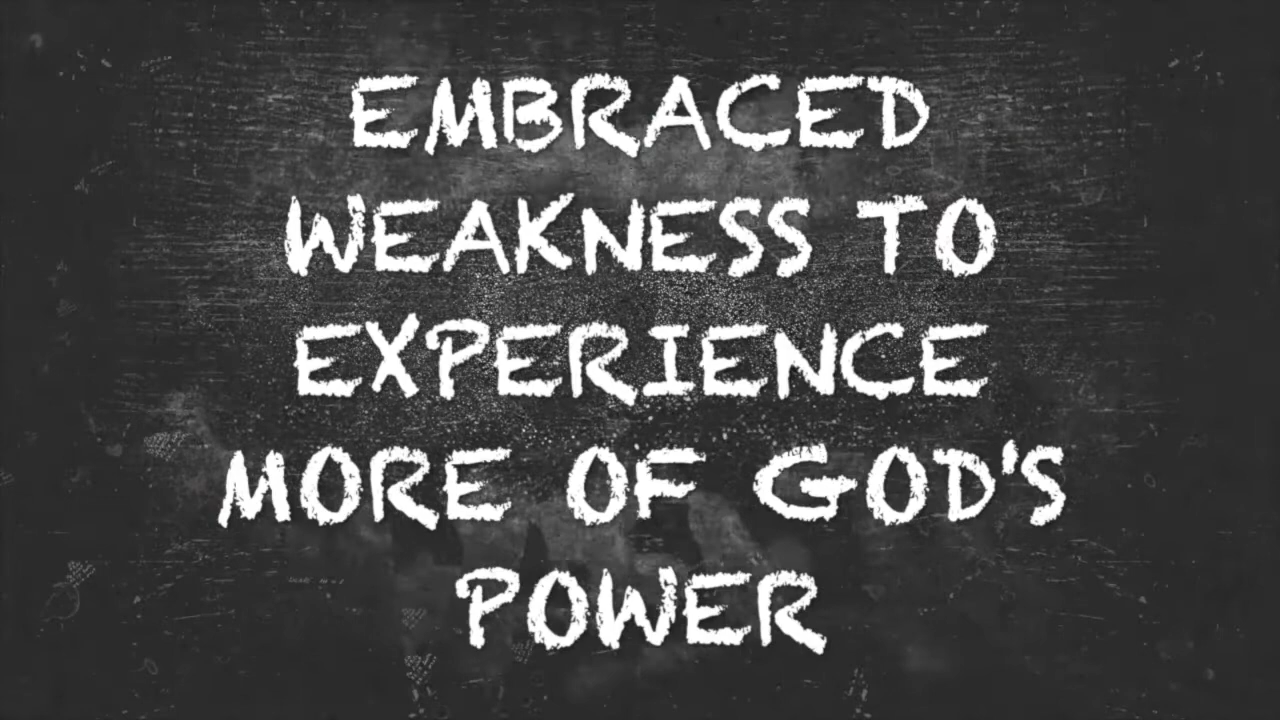 EMBRACED
WEAKNESS TO
EXPERIENCE
MORE OF GOD'S
POWER